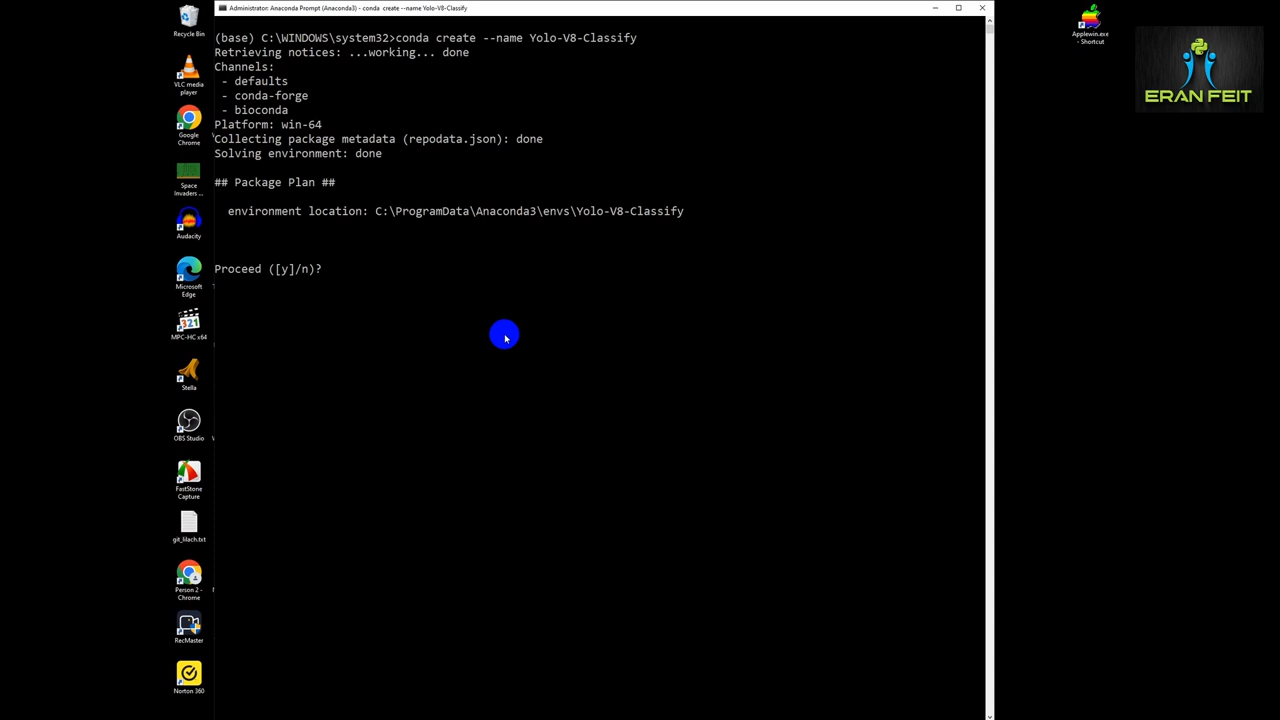 Administrator: Anaconda Prompt (Anaconda3) - conda create --name Yolo-V8-Classify
(base) C:\WINDOWS\system32>conda create --name Yolo-V8-Classify
Retrieving notices: ...working... done
Channels:
- defaults
- conda-forge
- bioconda
Platform: win-64
Collecting package metadata (repodata.json): done
Solving environment: done
## Package Plan ##
environment location: C:\ProgramData\Anaconda3\envs\Yolo-V8-Classify
Proceed ([y]/n)?
Recycle Bin
VLC media
player
Google
Chrome
Space
Invaders ...
Audacity
Microsoft
Edge
321
MPC-HC x64
Stella
OBS Studio
FastStone
Capture
git_lilach.txt
Person 2 -
Chrome
RecMaster
Norton 360
Applewin.exe
- Shortcut
ERAN FEIT